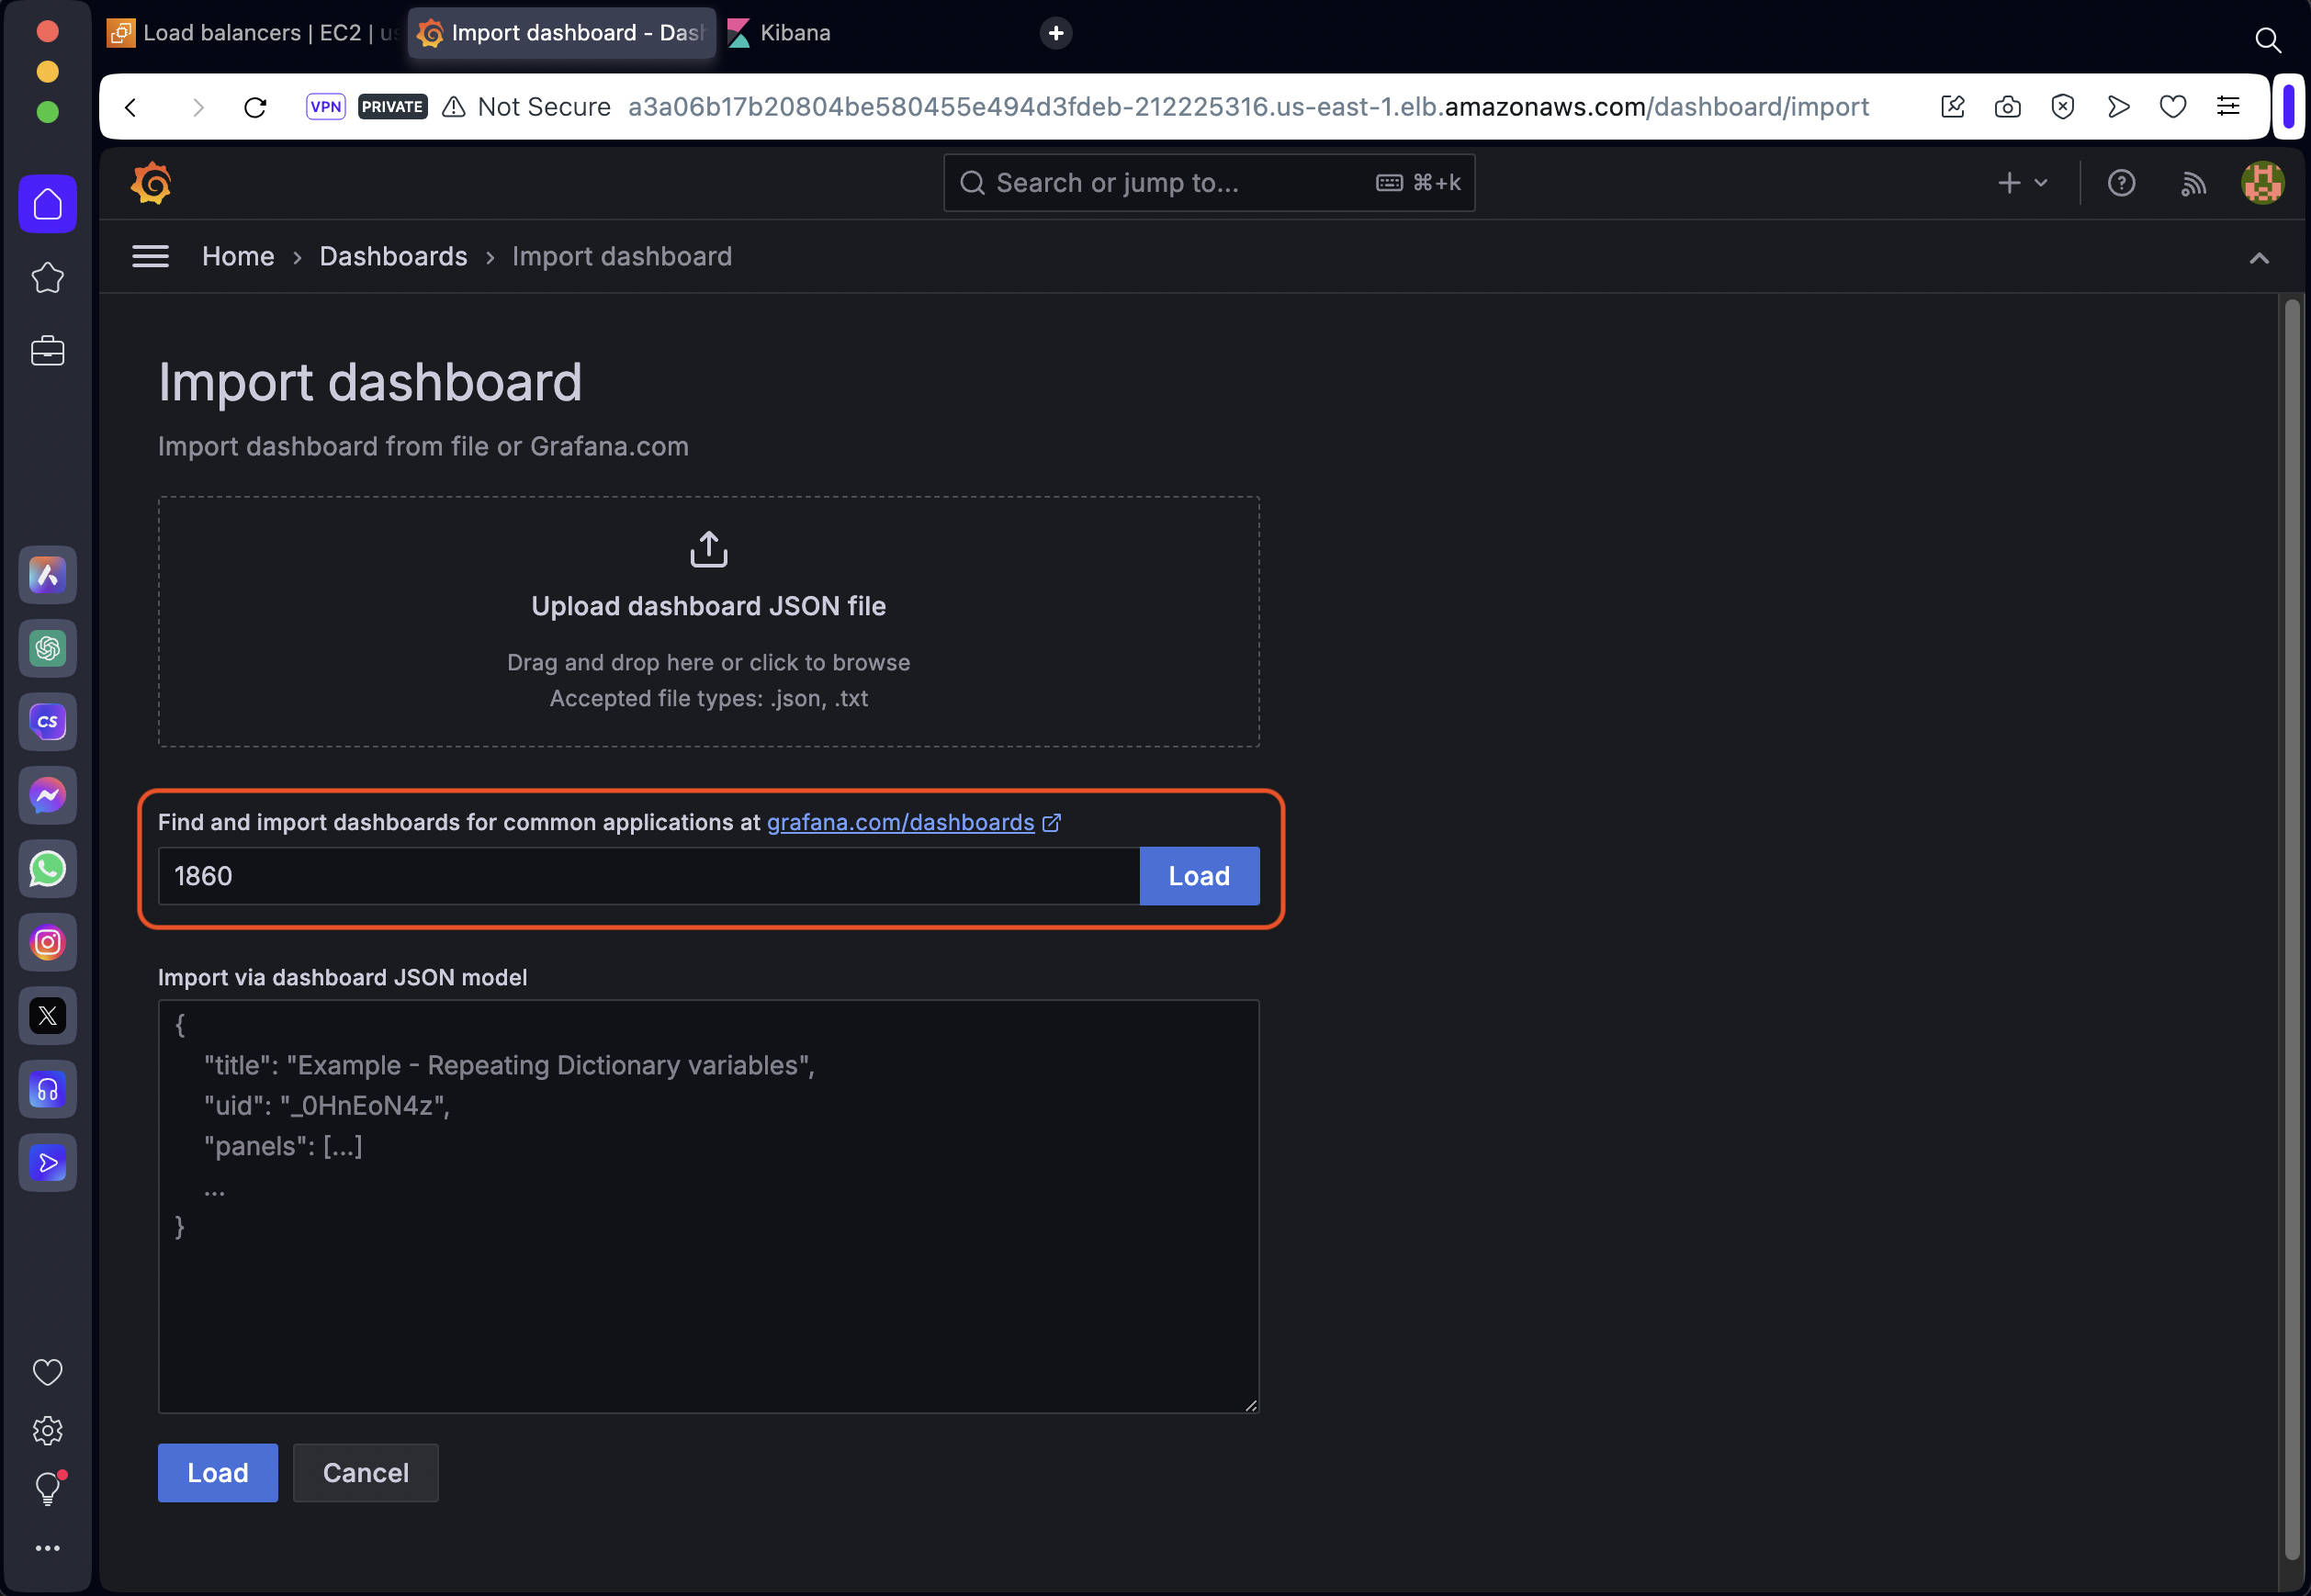 Load balancers | EC2 | us
Import dashboard - Dash
Kibana
VPN PRIVATE Not Secure a3a06b17b20804be580455e494d3fdeb-212225316.us-east-1.elb.amazonaws.com/dashboard/import
Search or jump to... ⌘+k
Home › Dashboards › Import dashboard
Import dashboard
Import dashboard from file or Grafana.com
Upload dashboard JSON file
Drag and drop here or click to browse
Accepted file types: .json, .txt
Find and import dashboards for common applications at grafana.com/dashboards
1860 Load
Import via dashboard JSON model
{
"title": "Example - Repeating Dictionary variables",
"uid": "_0HnEoN4z",
"panels": [...]
...
}
Load Cancel
CS